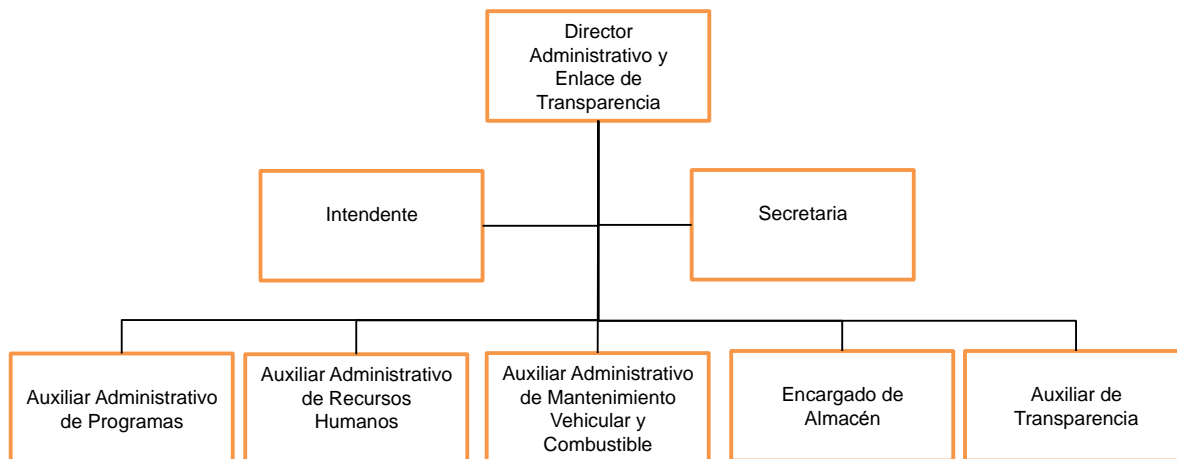 Director
Administrativo y
Enlace de
Transparencia
Intendente
Secretaria
Auxiliar Administrativo
de Programas
Auxiliar Administrativo
de Recursos
Humanos
Auxiliar Administrativo
de Mantenimiento
Vehicular y
Combustible
Encargado de
Almacén
Auxiliar de
Transparencia